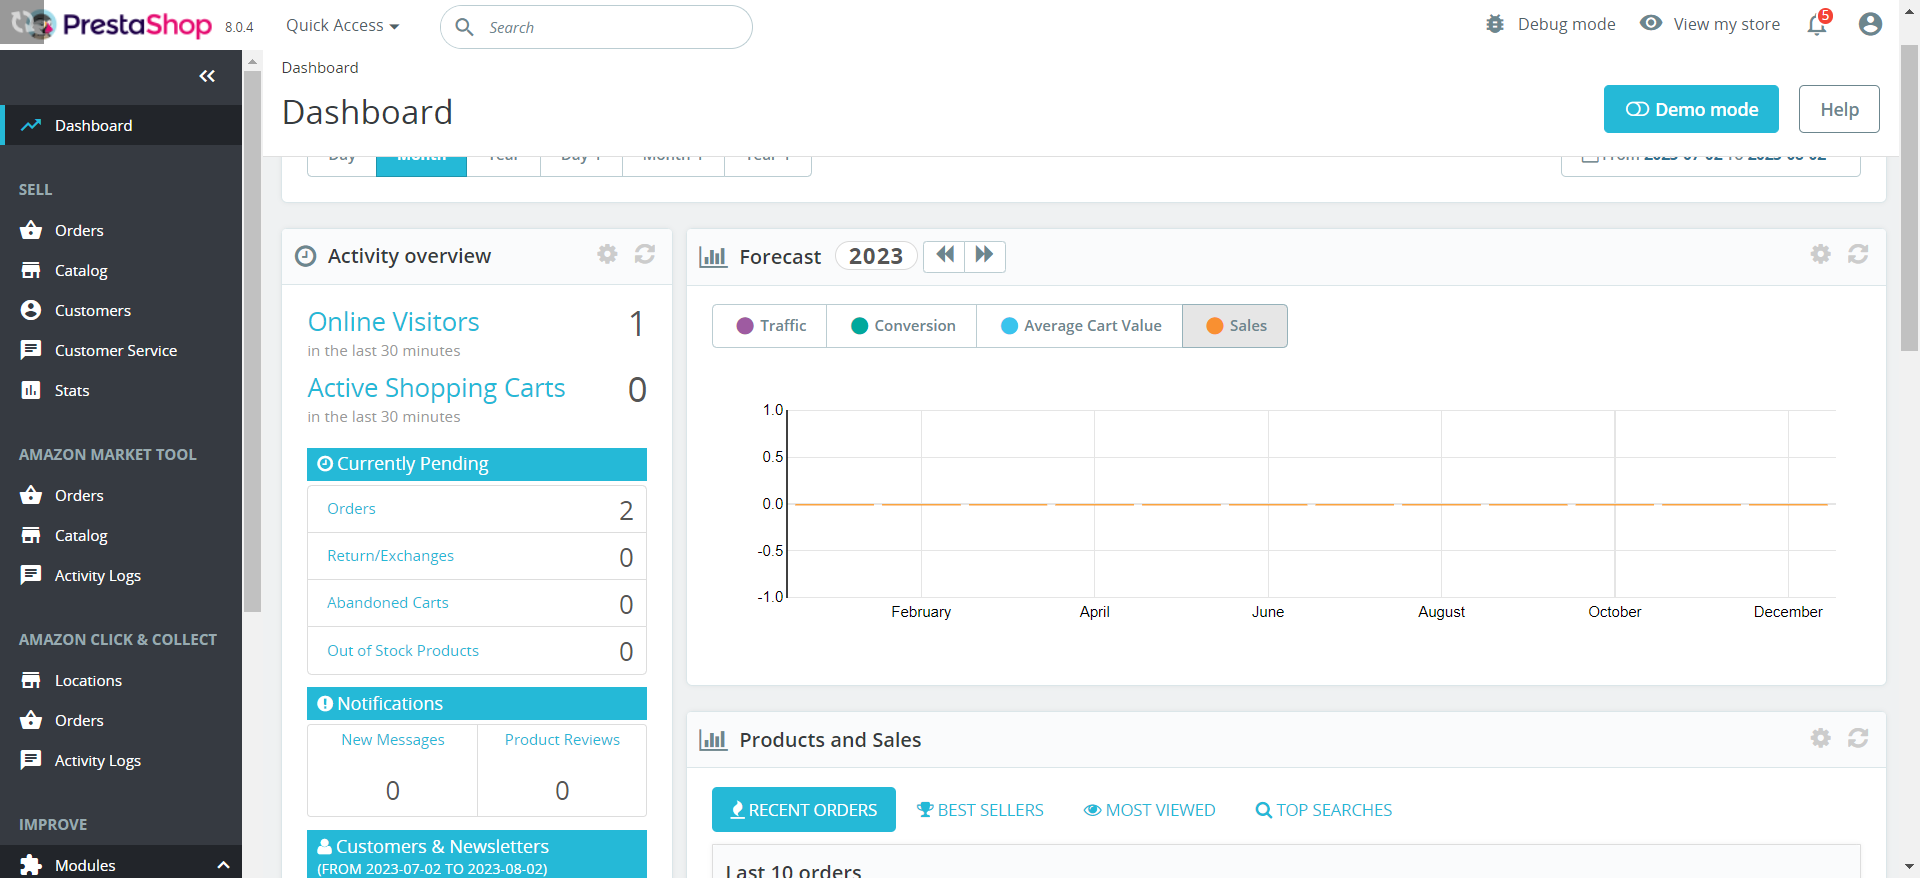 PrestaShop 8.0.4
Quick Access
Search
Debug mode
View my store
5
Dashboard
Dashboard
Demo mode
Help
Day Month Year Day-1 Month-1 Year-1
From 2023-07-02 To 2023-08-02
Dashboard
SELL
Orders
Catalog
Customers
Customer Service
Stats
AMAZON MARKET TOOL
Orders
Catalog
Activity Logs
AMAZON CLICK & COLLECT
Locations
Orders
Activity Logs
IMPROVE
Modules
Activity overview
Online Visitors 1
in the last 30 minutes
Active Shopping Carts 0
in the last 30 minutes
Currently Pending
Orders 2
Return/Exchanges 0
Abandoned Carts 0
Out of Stock Products 0
Notifications
New Messages Product Reviews
0 0
Customers & Newsletters
(FROM 2023-07-02 TO 2023-08-02)
Forecast 2023
Traffic Conversion Average Cart Value Sales
1.0
0.5
0.0
-0.5
-1.0
February April June August October December
Products and Sales
RECENT ORDERS BEST SELLERS MOST VIEWED TOP SEARCHES
Last 10 orders